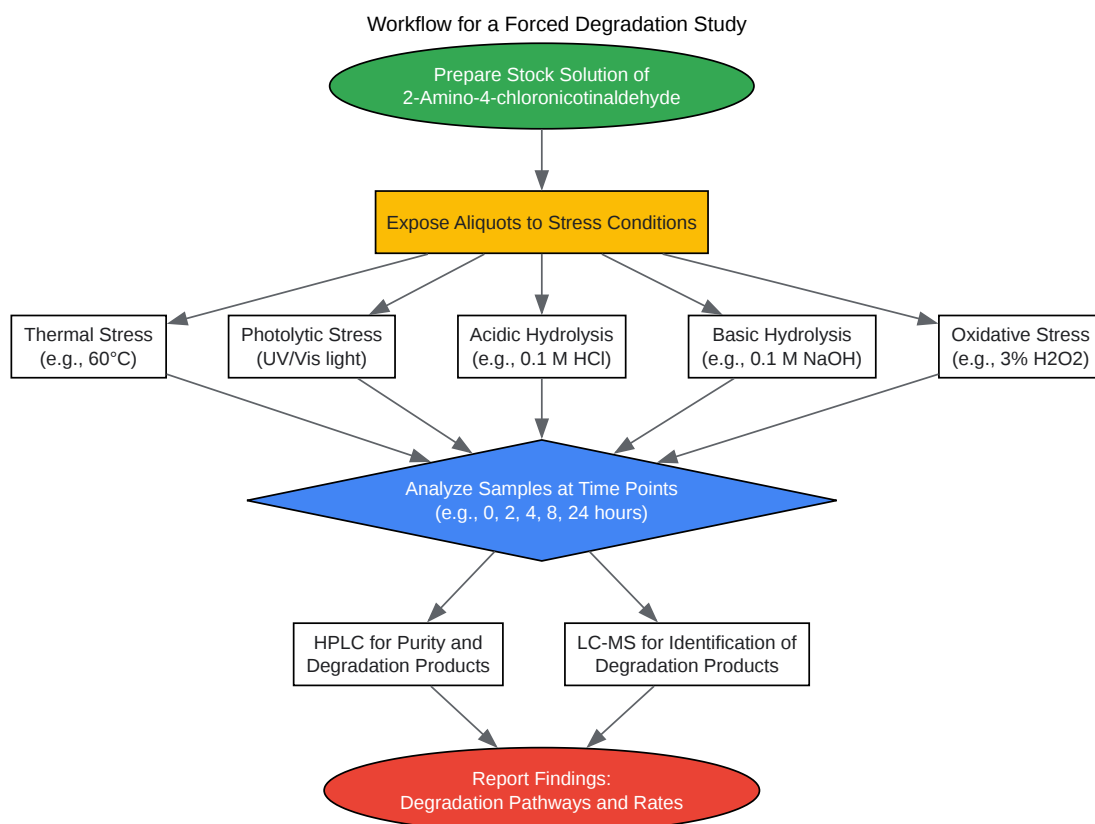 Workflow for a Forced Degradation Study
Prepare Stock Solution of
2-Amino-4-chloronicotinaldehyde
Expose Aliquots to Stress Conditions
Thermal Stress
(e.g., 60°C)
Photolytic Stress
(UV/Vis light)
Acidic Hydrolysis
(e.g., 0.1 M HCl)
Basic Hydrolysis
(e.g., 0.1 M NaOH)
Oxidative Stress
(e.g., 3% H2O2)
Analyze Samples at Time Points
(e.g., 0, 2, 4, 8, 24 hours)
HPLC for Purity and
Degradation Products
LC-MS for Identification of
Degradation Products
Report Findings:
Degradation Pathways and Rates